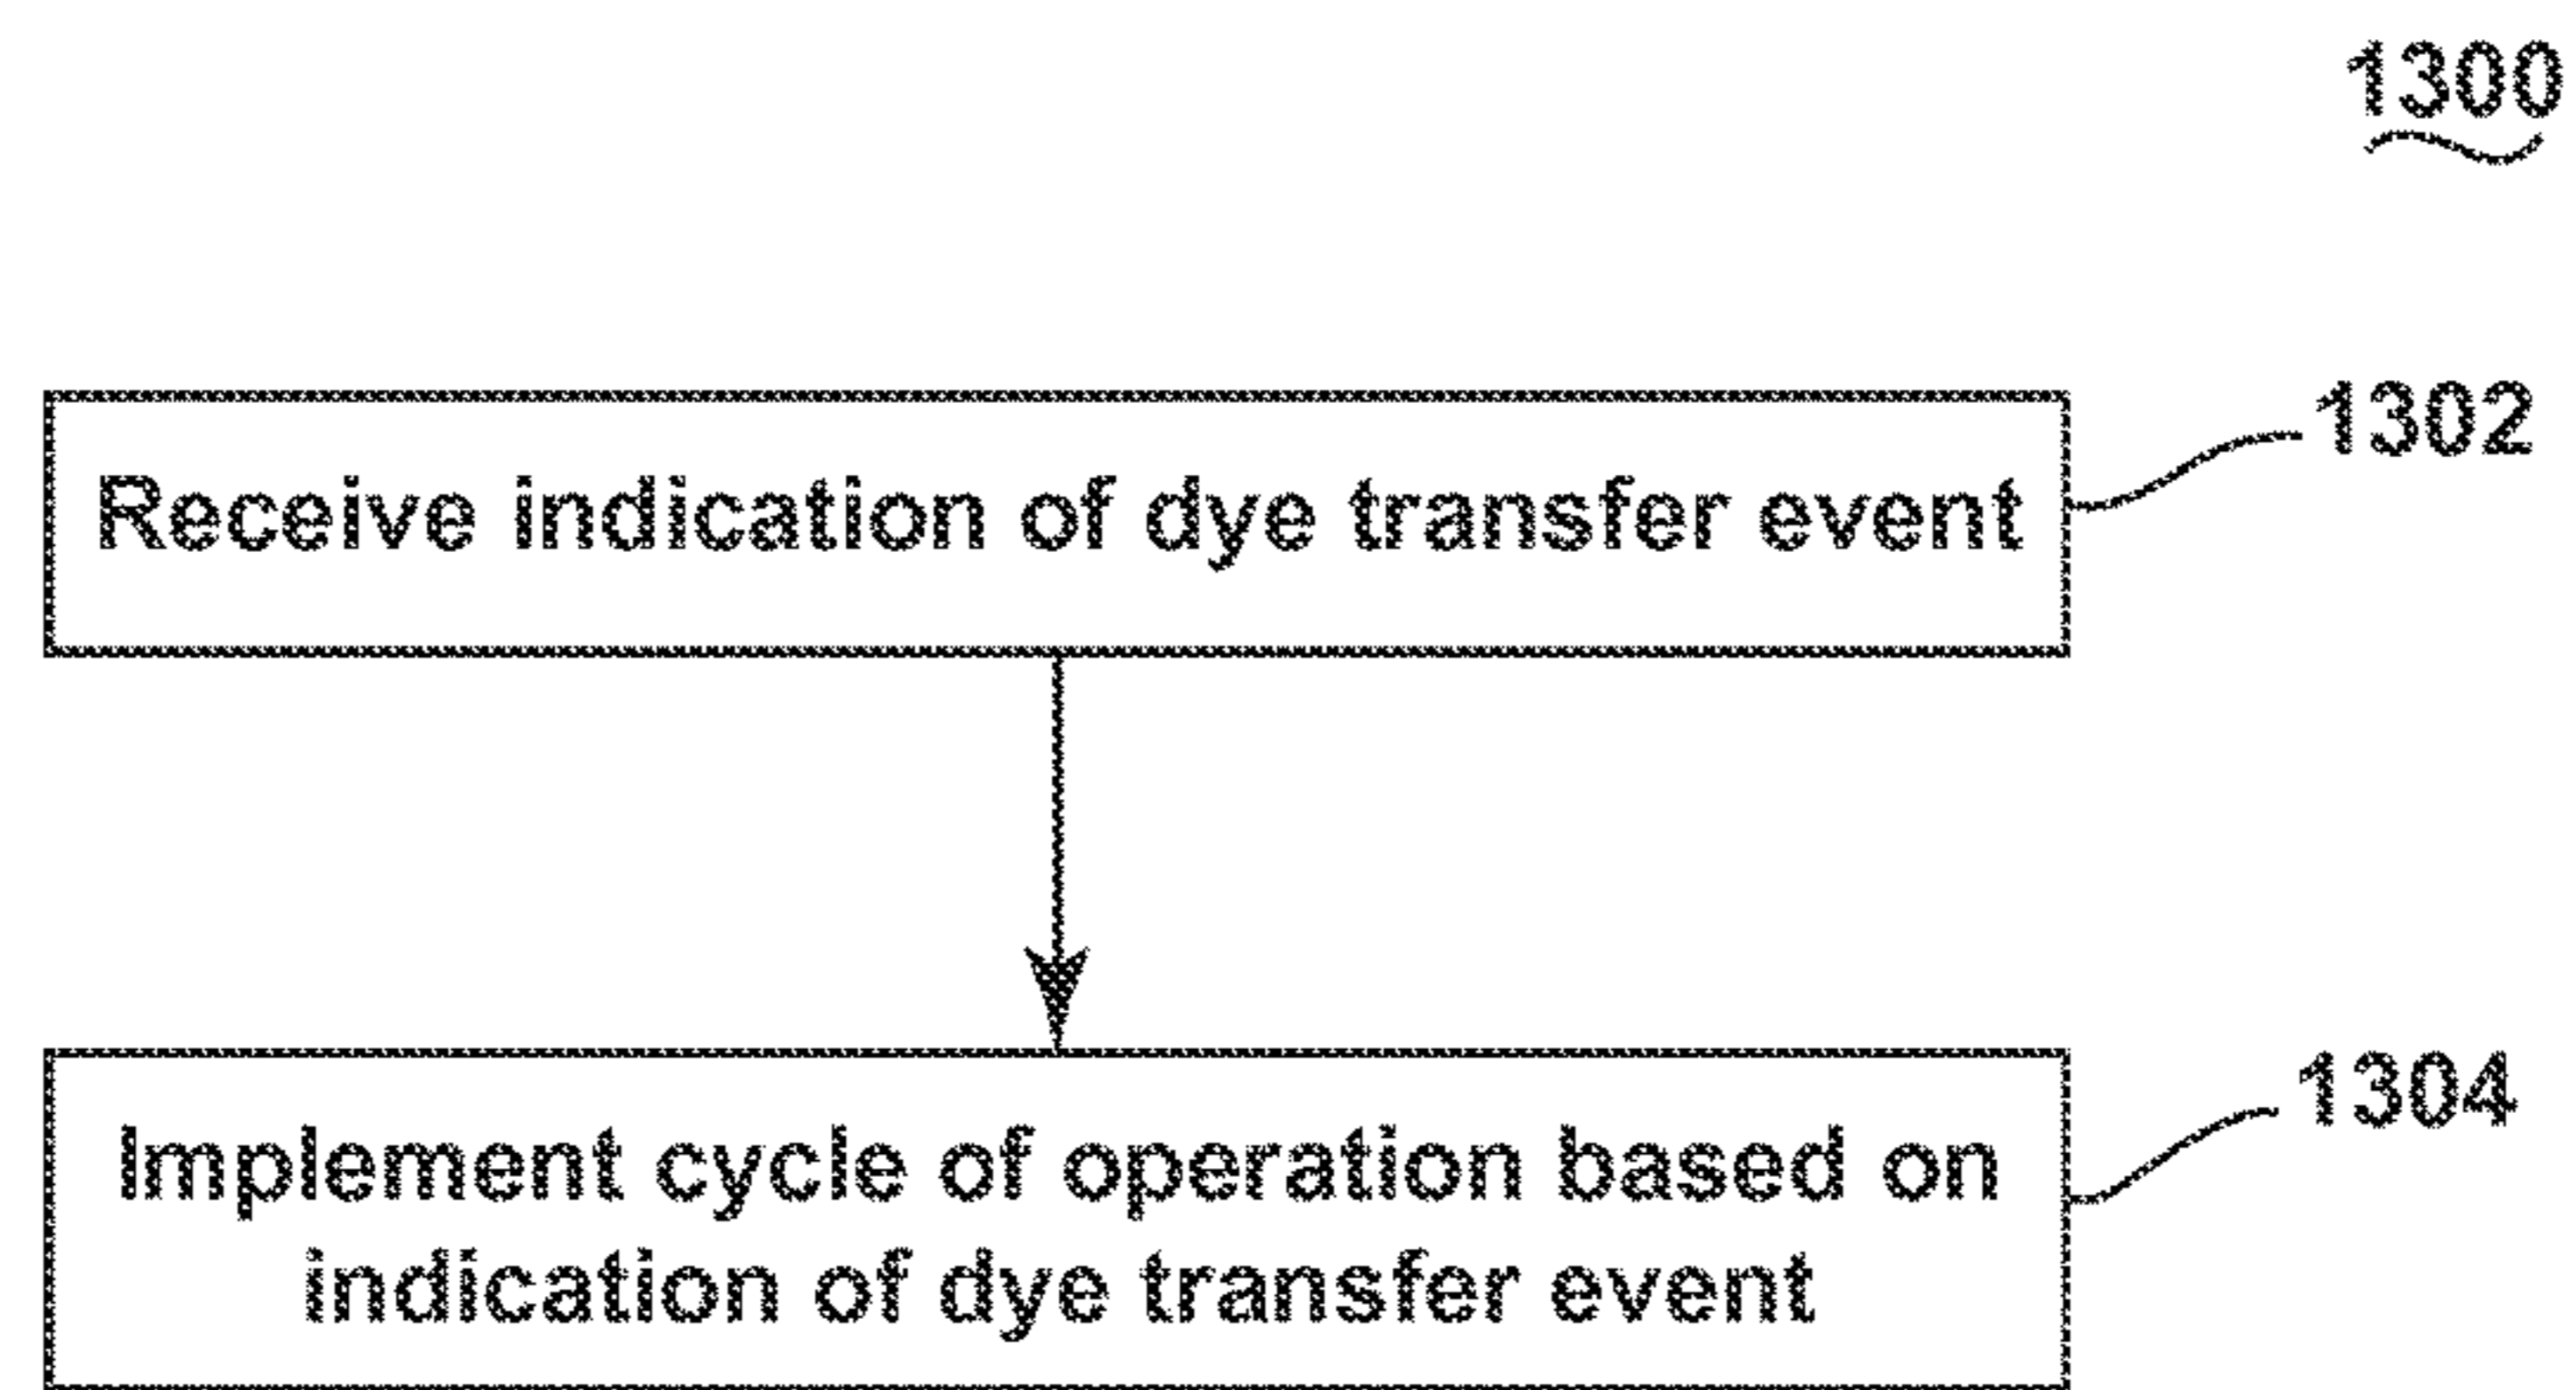 1300
Receive indication of dye transfer event
1302
Implement cycle of operation based on
indication of dye transfer event
1304